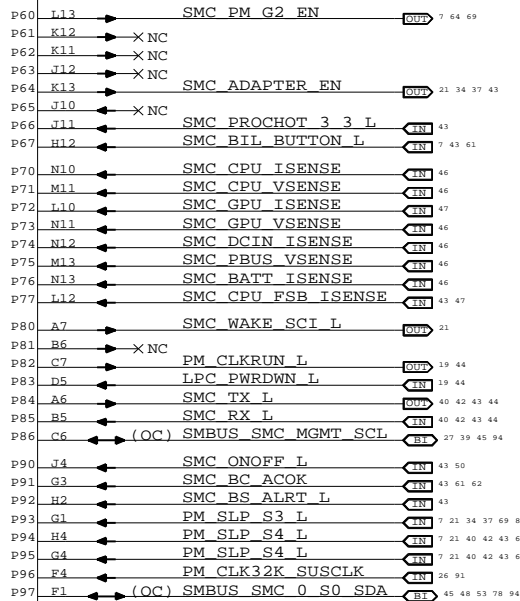 P60 L13 SMC_PM_G2_EN OUT 7 64 69
P61 K12 NC
P62 K11 NC
P63 J12 NC
P64 K13 SMC_ADAPTER_EN OUT 21 34 37 43
P65 J10 NC
P66 J11 SMC_PROCHOT_3_3_L IN 43
P67 H12 SMC_BIL_BUTTON_L IN 7 43 61
P70 N10 SMC_CPU_ISENSE IN 46
P71 M11 SMC_CPU_VSENSE IN 46
P72 L10 SMC_GPU_ISENSE IN 47
P73 N11 SMC_GPU_VSENSE IN 46
P74 N12 SMC_DCIN_ISENSE IN 46
P75 M13 SMC_PBUS_VSENSE IN 46
P76 N13 SMC_BATT_ISENSE IN 46
P77 L12 SMC_CPU_FSB_ISENSE IN 43 47
P80 A7 SMC_WAKE_SCI_L OUT 21
P81 B6 NC
P82 C7 PM_CLKRUN_L OUT 19 44
P83 D5 LPC_PWRDWN_L IN 19 44
P84 A6 SMC_TX_L OUT 40 42 43 44
P85 B5 SMC_RX_L IN 40 42 43 44
P86 C6 (OC) SMBUS_SMC_MGMT_SCL BI 27 39 45 94
P90 J4 SMC_ONOFF_L IN 43 50
P91 G3 SMC_BC_ACOK IN 43 61 62
P92 H2 SMC_BS_ALRT_L IN 43
P93 G1 PM_SLP_S3_L IN 7 21 34 37 69 8
P94 H4 PM_SLP_S4_L IN 7 21 40 42 43 6
P95 G4 PM_SLP_S4_L IN 7 21 40 42 43 6
P96 F4 PM_CLK32K_SUSCLK IN 26 91
P97 F1 (OC) SMBUS_SMC_0_S0_SDA BI 45 48 53 78 94